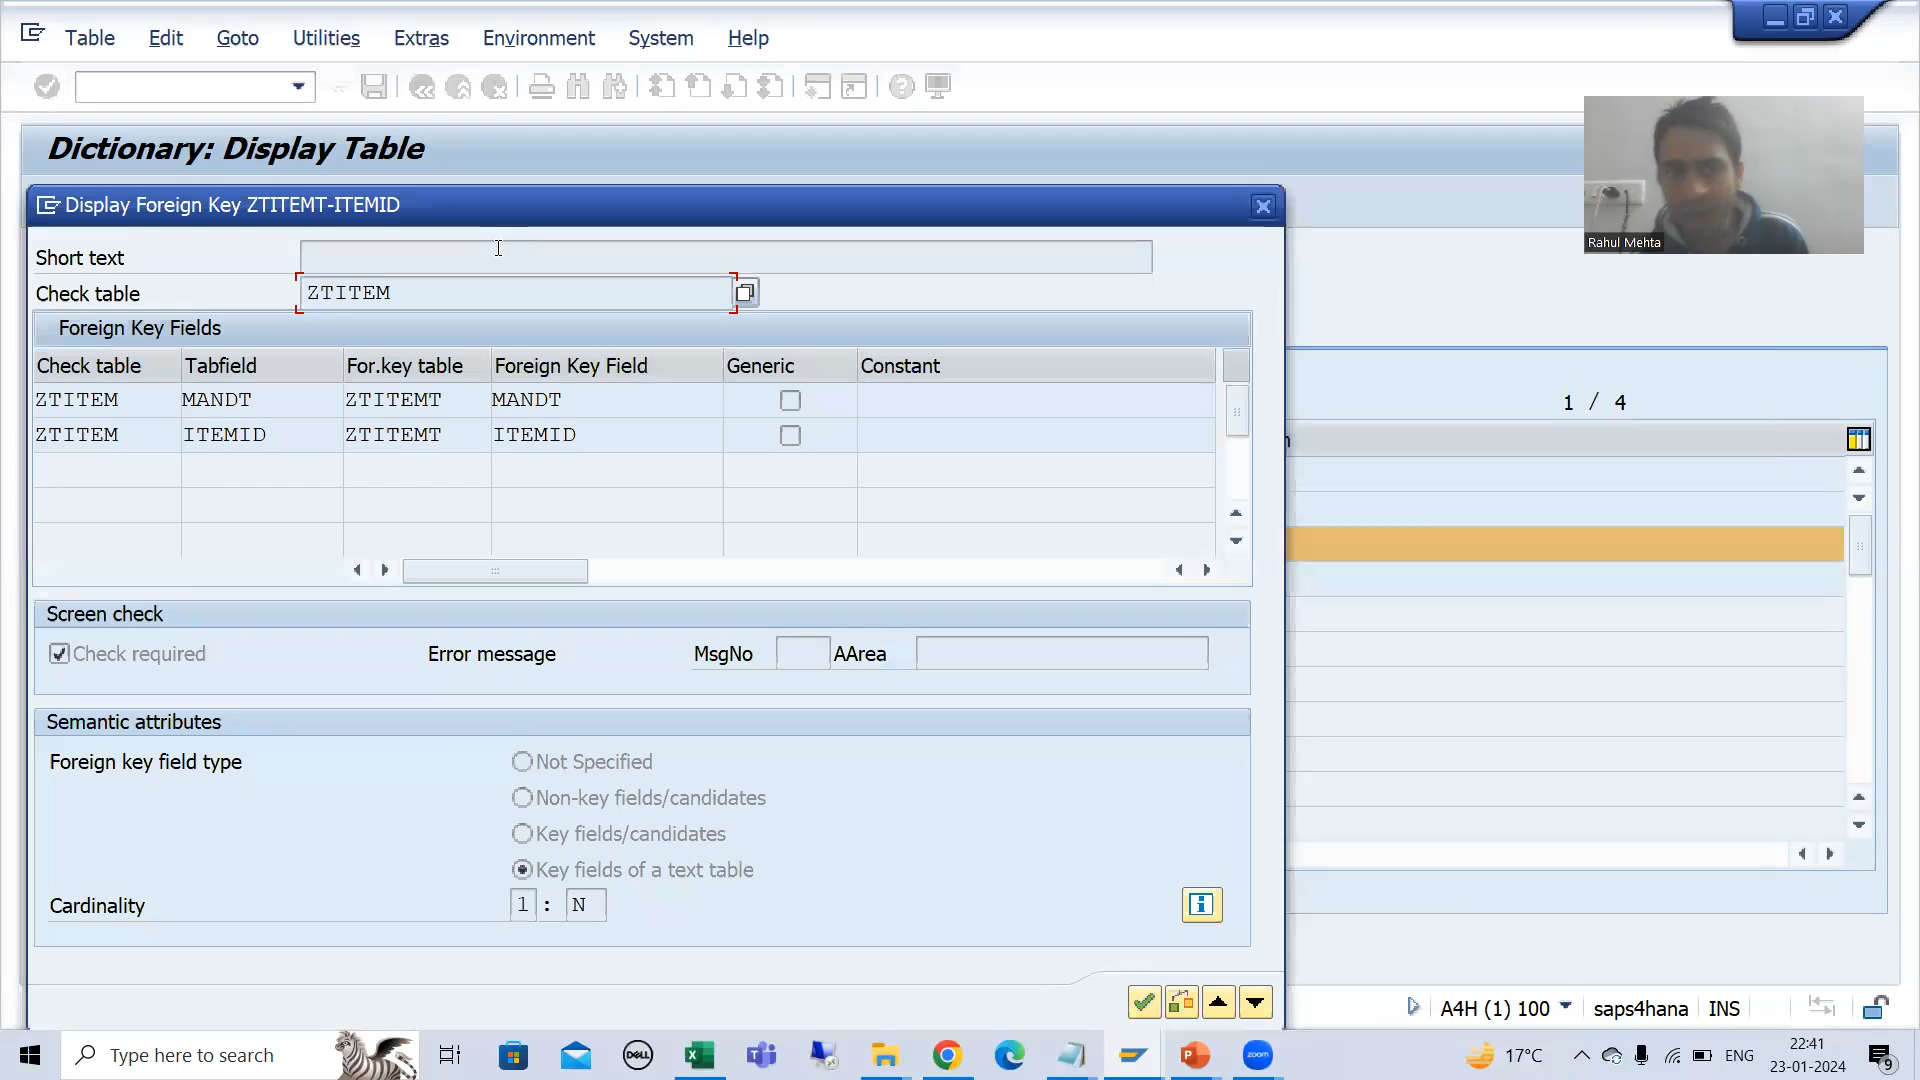 Table Edit Goto Utilities Extras Environment System Help
Dictionary: Display Table
Rahul Mehta
Display Foreign Key ZTITEMT-ITEMID
Short text
Check table ZTITEM
Foreign Key Fields
Check table Tabfield For.key table Foreign Key Field Generic Constant
ZTITEM MANDT ZTITEMT MANDT
ZTITEM ITEMID ZTITEMT ITEMID
1 / 4
Screen check
Check required Error message MsgNo AArea
Semantic attributes
Foreign key field type
Not Specified
Non-key fields/candidates
Key fields/candidates
Key fields of a text table
Cardinality 1 : N
A4H (1) 100 saps4hana INS
Type here to search
DELL
zoom
17°C
ENG
22:41
23-01-2024
9